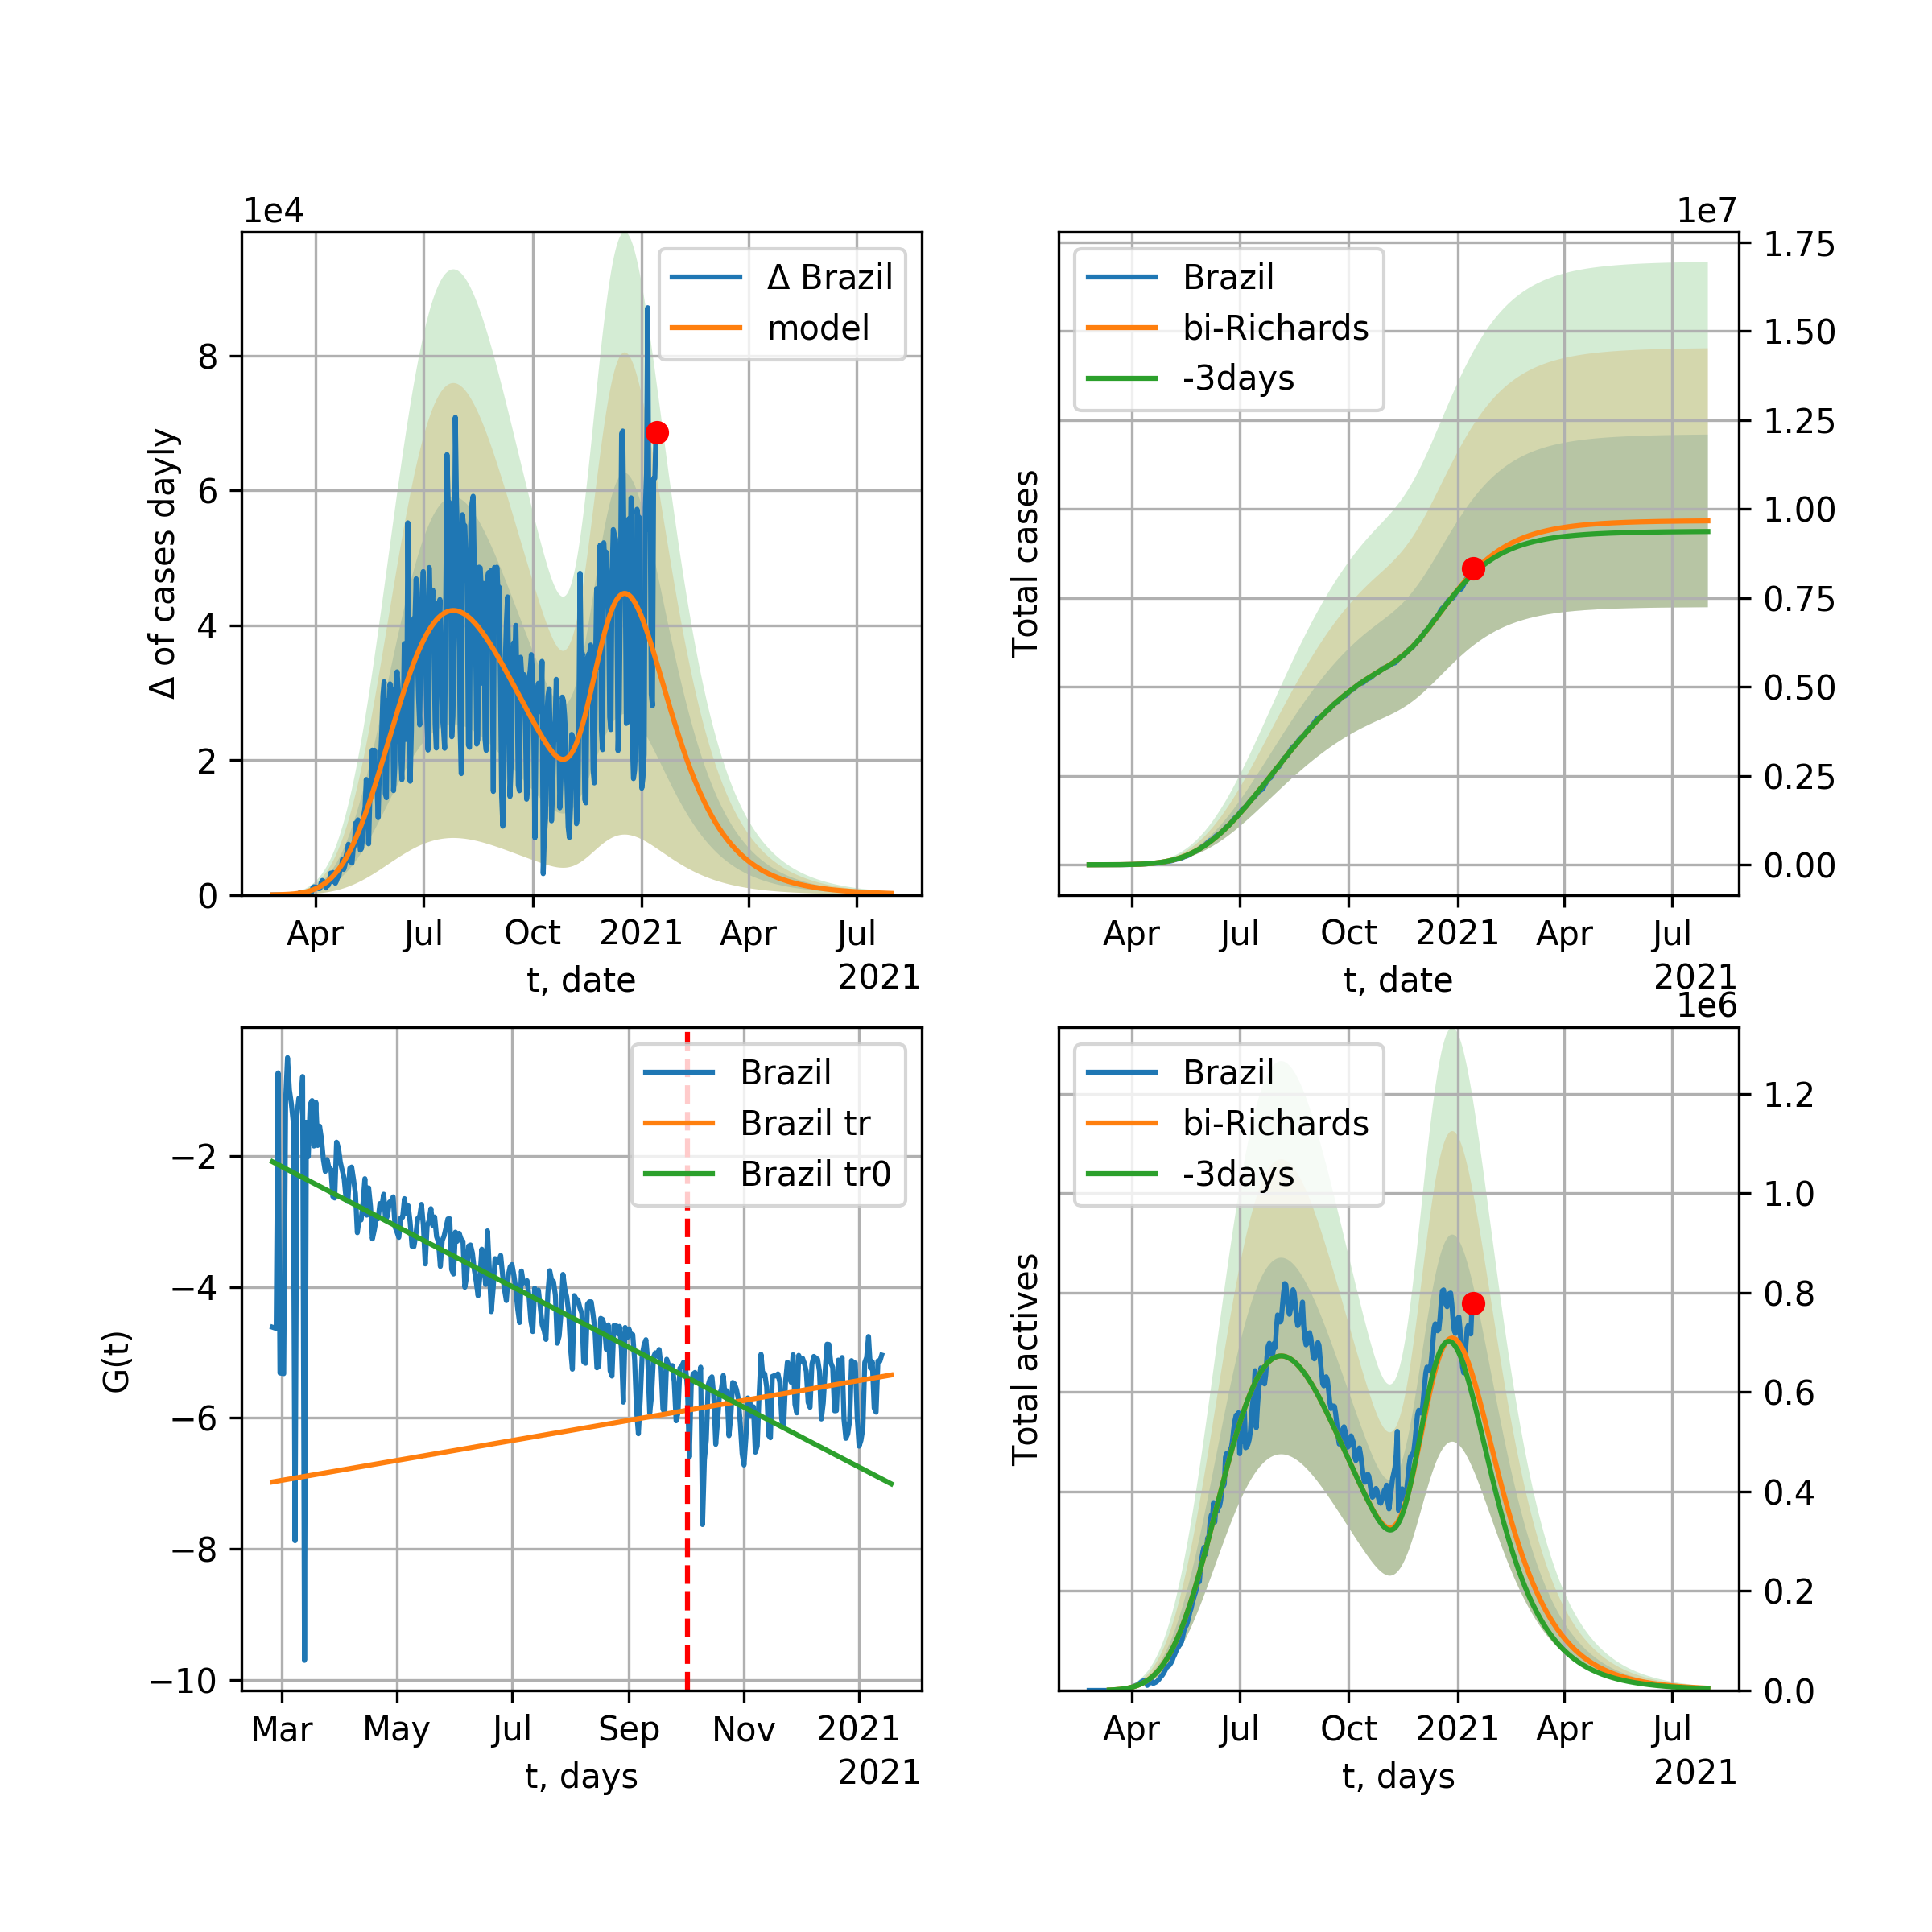 1e4
Δ of cases dayly
8
6
4
2
0
Δ Brazil
model
Apr
Jul
Oct
2021
Apr
Jul
t, date
2021
1e7
Total cases
Brazil
bi-Richards
-3days
1.75
1.50
1.25
1.00
0.75
0.50
0.25
0.00
Apr
Jul
Oct
2021
Apr
Jul
t, date
2021
G(t)
−2
−4
−6
−8
−10
Brazil
Brazil tr
Brazil tr0
Mar
May
Jul
Sep
Nov
2021
t, days
2021
1e6
Total actives
Brazil
bi-Richards
-3days
1.2
1.0
0.8
0.6
0.4
0.2
0.0
Apr
Jul
Oct
2021
Apr
Jul
t, days
2021